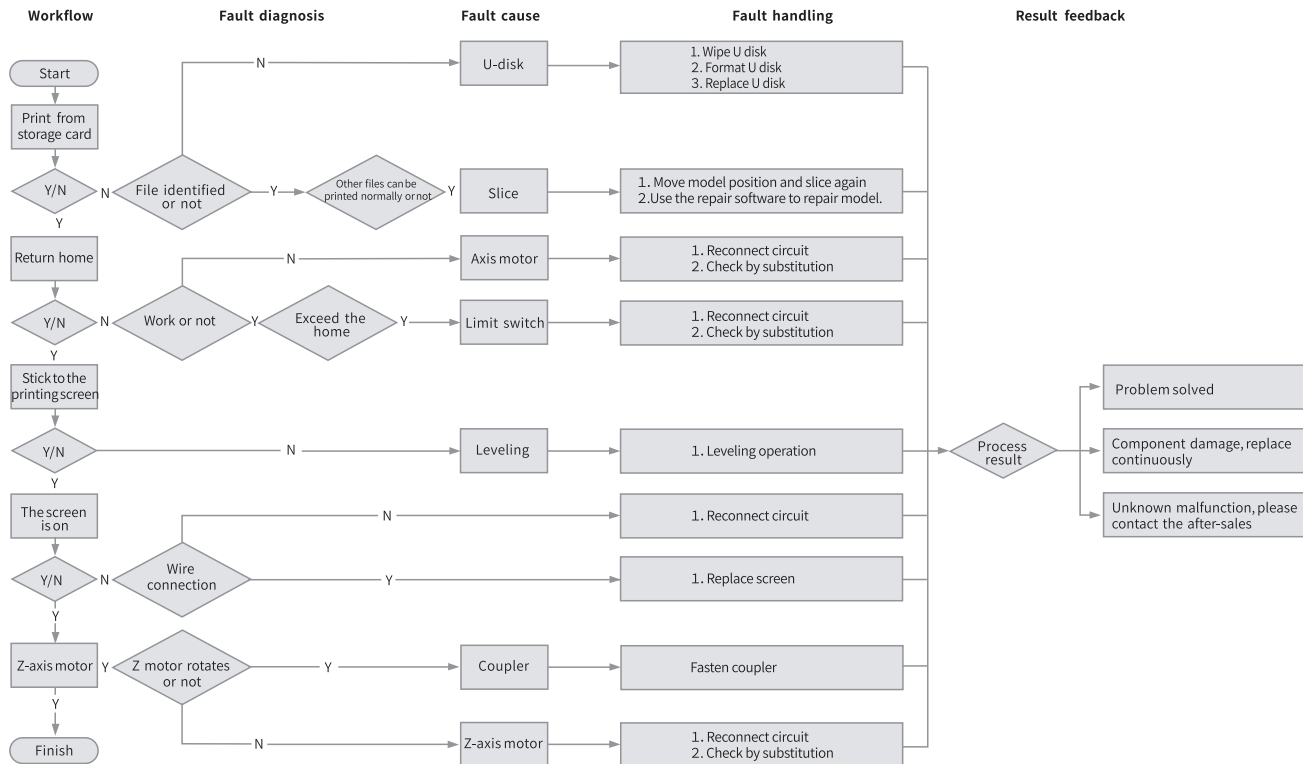 Workflow
Fault diagnosis
Fault cause
Fault handling
Result feedback
Start
N
U-disk
1. Wipe U disk
2. Format U disk
3. Replace U disk
Print from
storage card
Y/N
N
File identified
or not
Y
Other files can be
printed normally or not
Y
Slice
1. Move model position and slice again
2.Use the repair software to repair model.
Y
Return home
N
Axis motor
1. Reconnect circuit
2. Check by substitution
Y/N
N
Work or not
Y
Exceed the
home
Y
Limit switch
1. Reconnect circuit
2. Check by substitution
Y
Stick to the
printing screen
Y/N
N
Leveling
1. Leveling operation
Process
result
Problem solved
Component damage, replace
continuously
Unknown malfunction, please
contact the after-sales
Y
The screen
is on
N
1. Reconnect circuit
Y/N
N
Wire
connection
Y
1. Replace screen
Y
Z-axis motor
Y
Z motor rotates
or not
Y
Coupler
Fasten coupler
Y
Finish
N
Z-axis motor
1. Reconnect circuit
2. Check by substitution